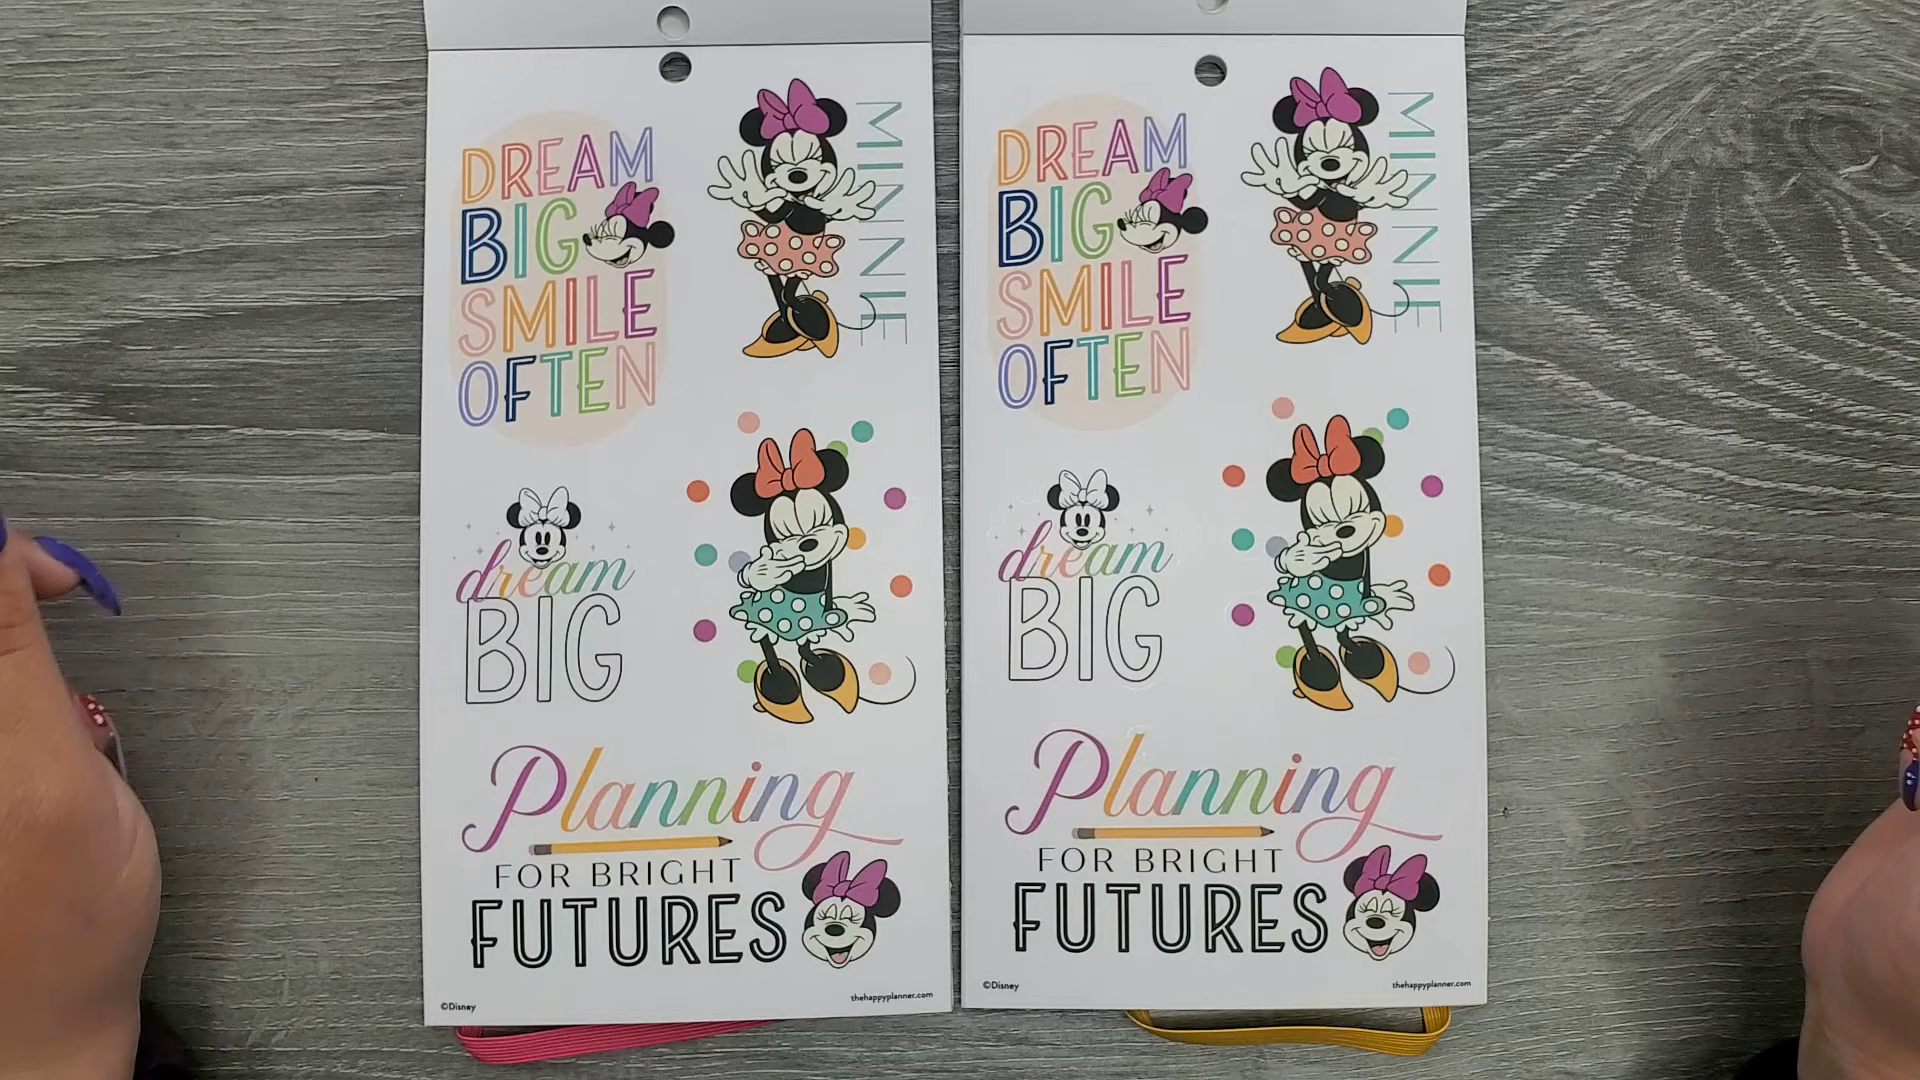 DREAM
BIG
SMILE
OFTEN
MINNIE
dream
BIG
Planning
FOR BRIGHT
FUTURES
©Disney
thehappyplanner.com
DREAM
BIG
SMILE
OFTEN
MINNIE
dream
BIG
Planning
FOR BRIGHT
FUTURES
©Disney
thehappyplanner.com